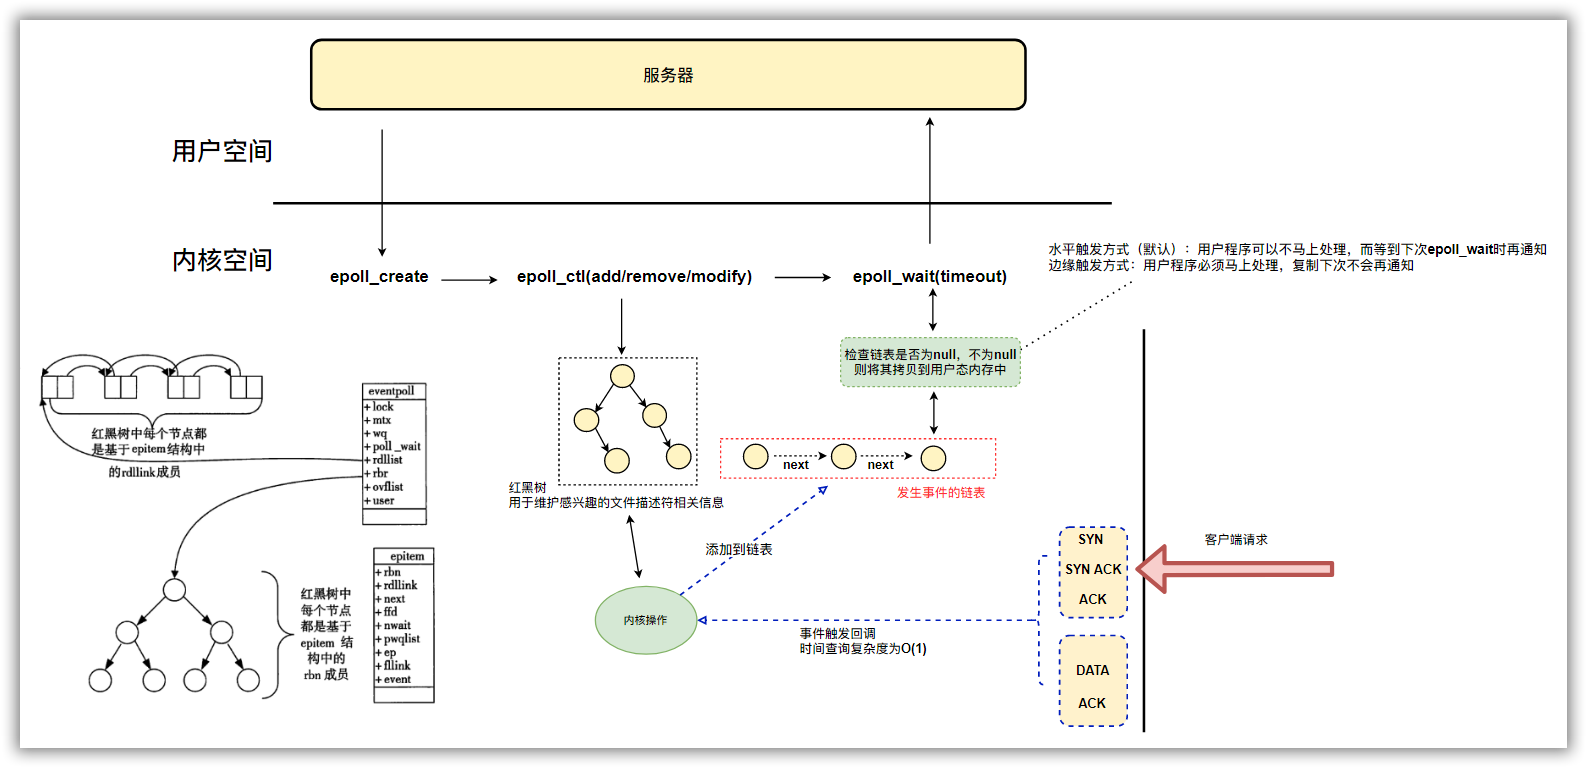 服务器
用户空间
内核空间
epoll_create
epoll_ctl(add/remove/modify)
epoll_wait(timeout)
水平触发方式（默认）：用户程序可以不马上处理，而等到下次epoll_wait时再通知
边缘触发方式：用户程序必须马上处理，复制下次不会再通知
检查链表是否为null，不为null
则将其拷贝到用户态内存中
next
next
发生事件的链表
红黑树
用于维护感兴趣的文件描述符相关信息
添加到链表
内核操作
事件触发回调
时间查询复杂度为O(1)
SYN
SYN ACK
ACK
DATA
ACK
客户端请求
红黑树中每个节点都
是基于epitem结构中
的rdllink成员
eventpoll
+lock
+mtx
+wq
+poll_wait
+rdllist
+rbr
+ovflist
+user
epitem
+rbn
+rdllink
+next
+ffd
+nwait
+pwqlist
+ep
+fllink
+event
红黑树中
每个节点
都是基于
epitem 结
构中的
rbn 成员